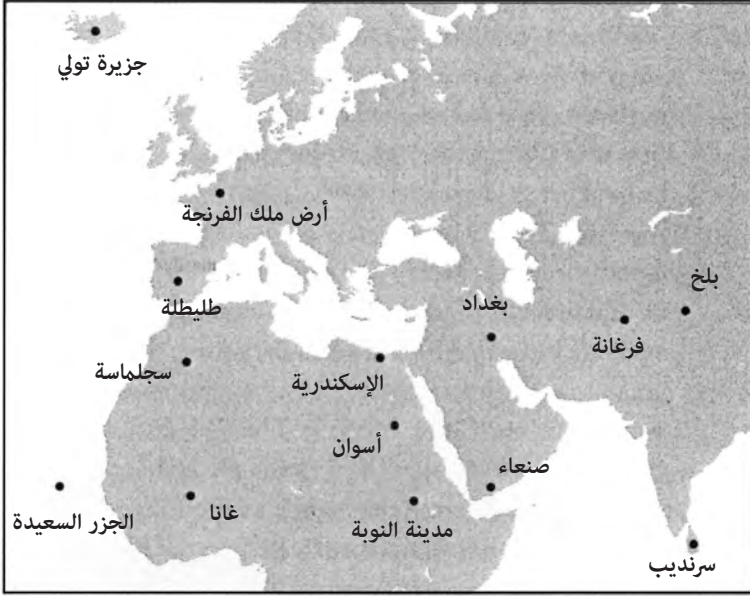 جزيرة تولي
أرض ملك الفرنجة
طليطلة
بغداد
بلخ
فرغانة
سجلماسة
الإسكندرية
أسوان
صنعاء
الجزر السعيدة
غانا
مدينة النوبة
سرنديب